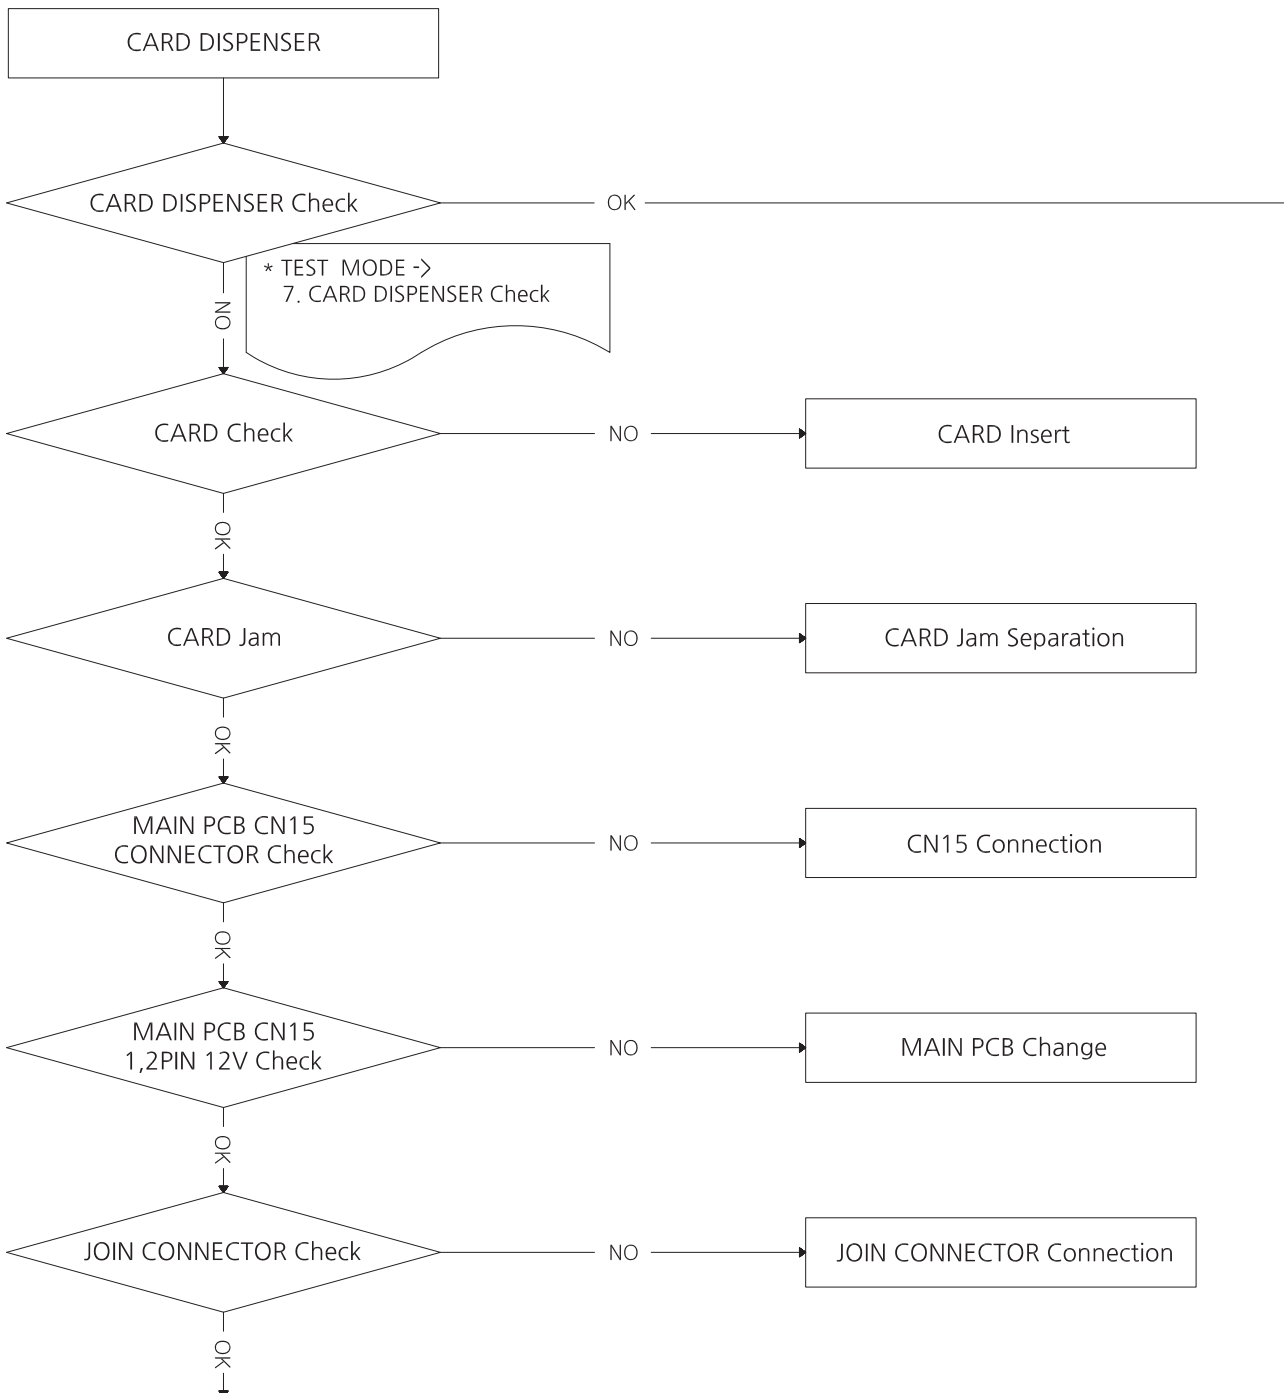 CARD DISPENSER
CARD DISPENSER Check
OK
* TEST MODE ->
7. CARD DISPENSER Check
NO
CARD Check
NO
CARD Insert
OK
CARD Jam
NO
CARD Jam Separation
OK
MAIN PCB CN15
CONNECTOR Check
NO
CN15 Connection
OK
MAIN PCB CN15
1,2PIN 12V Check
NO
MAIN PCB Change
OK
JOIN CONNECTOR Check
NO
JOIN CONNECTOR Connection
OK